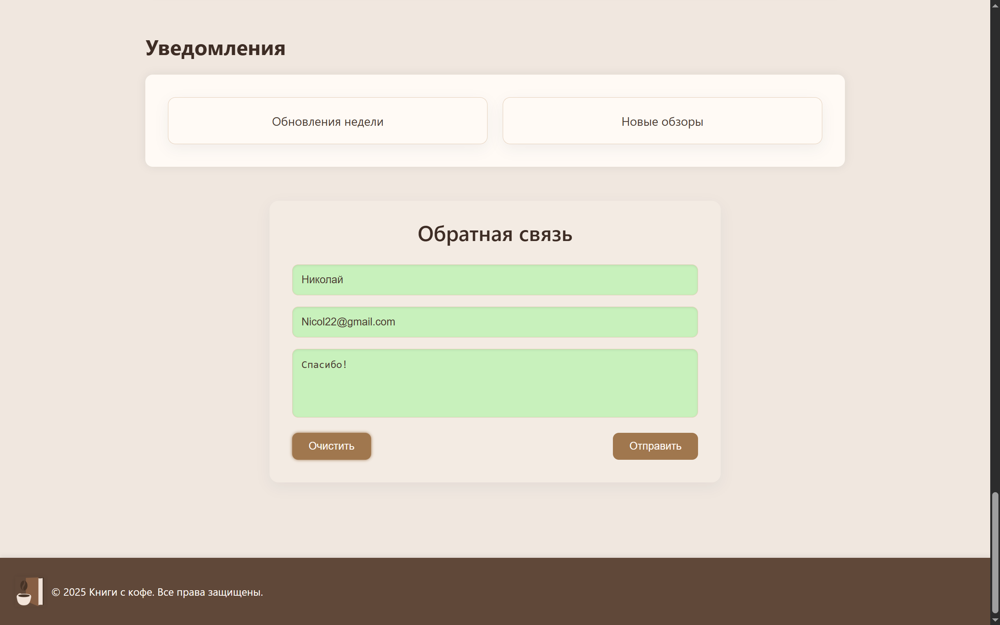 Уведомления
Обновления недели
Новые обзоры
Обратная связь
Николай
Nicol22@gmail.com
Спасибо!
Очистить
Отправить
© 2025 Книги с кофе. Все права защищены.